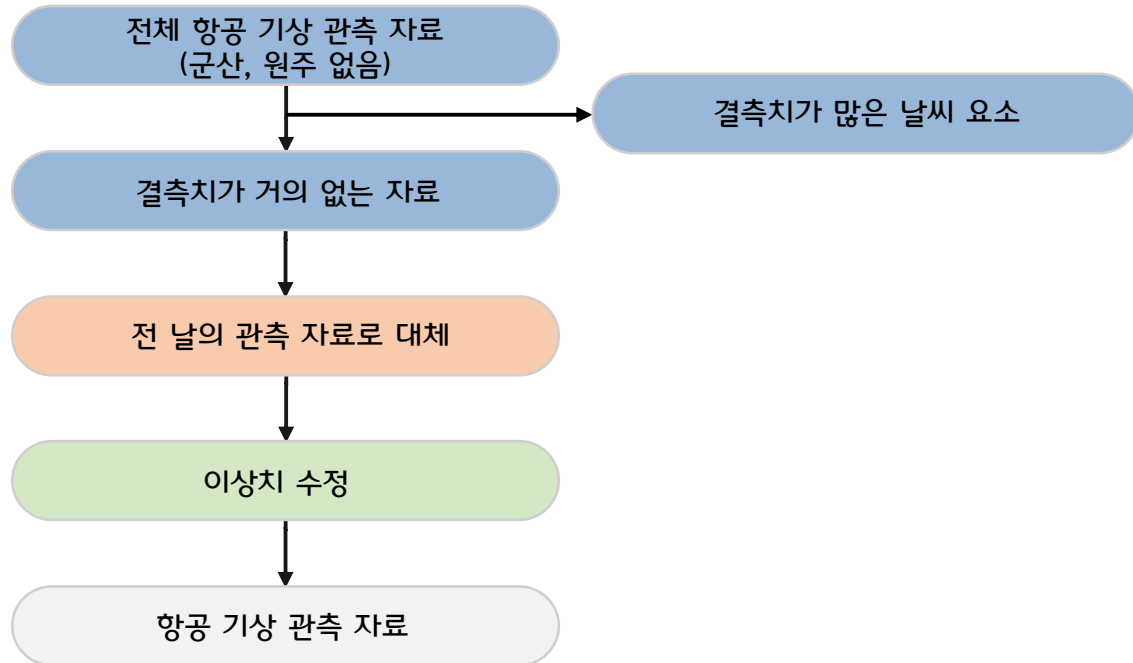 전체 항공 기상 관측 자료
(군산, 원주 없음)
결측치가 많은 날씨 요소
결측치가 거의 없는 자료
전 날의 관측 자료로 대체
이상치 수정
항공 기상 관측 자료